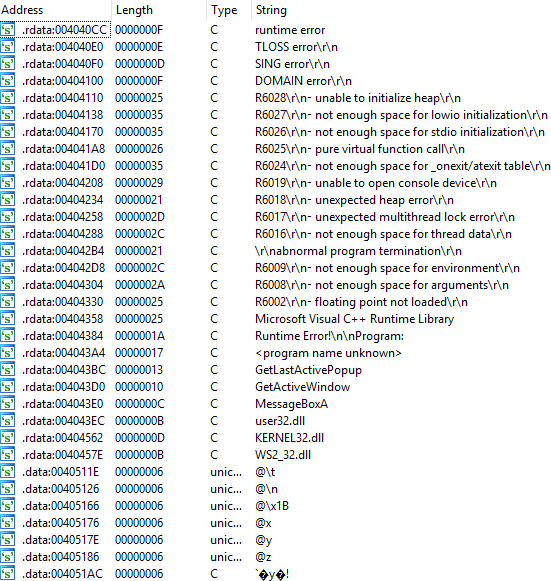 Address Length Type String
's' .rdata:004040CC 0000000F C runtime error
's' .rdata:004040E0 0000000E C TLOSS error\r\n
's' .rdata:004040F0 0000000D C SING error\r\n
's' .rdata:00404100 0000000F C DOMAIN error\r\n
's' .rdata:00404110 00000025 C R6028\r\n- unable to initialize heap\r\n
's' .rdata:00404138 00000035 C R6027\r\n- not enough space for lowio initialization\r\n
's' .rdata:00404170 00000035 C R6026\r\n- not enough space for stdio initialization\r\n
's' .rdata:004041A8 00000026 C R6025\r\n- pure virtual function call\r\n
's' .rdata:004041D0 00000035 C R6024\r\n- not enough space for _onexit/atexit table\r\n
's' .rdata:00404208 00000029 C R6019\r\n- unable to open console device\r\n
's' .rdata:00404234 00000021 C R6018\r\n- unexpected heap error\r\n
's' .rdata:00404258 0000002D C R6017\r\n- unexpected multithread lock error\r\n
's' .rdata:00404288 0000002C C R6016\r\n- not enough space for thread data\r\n
's' .rdata:004042B4 00000021 C \r\nabnormal program termination\r\n
's' .rdata:004042D8 0000002C C R6009\r\n- not enough space for environment\r\n
's' .rdata:00404304 0000002A C R6008\r\n- not enough space for arguments\r\n
's' .rdata:00404330 00000025 C R6002\r\n- floating point not loaded\r\n
's' .rdata:00404358 00000025 C Microsoft Visual C++ Runtime Library
's' .rdata:00404384 0000001A C Runtime Error!\n\nProgram:
's' .rdata:004043A4 00000017 C <program name unknown>
's' .rdata:004043BC 00000013 C GetLastActivePopup
's' .rdata:004043D0 00000010 C GetActiveWindow
's' .rdata:004043E0 0000000C C MessageBoxA
's' .rdata:004043EC 0000000B C user32.dll
's' .rdata:00404562 0000000D C KERNEL32.dll
's' .rdata:0040457E 0000000B C WS2_32.dll
's' .data:0040511E 00000006 unic... @\t
's' .data:00405126 00000006 unic... @\n
's' .data:00405166 00000006 unic... @\x1B
's' .data:00405176 00000006 unic... @x
's' .data:0040517E 00000006 unic... @y
's' .data:00405186 00000006 unic... @z
's' .data:004051AC 00000006 C `�y�!